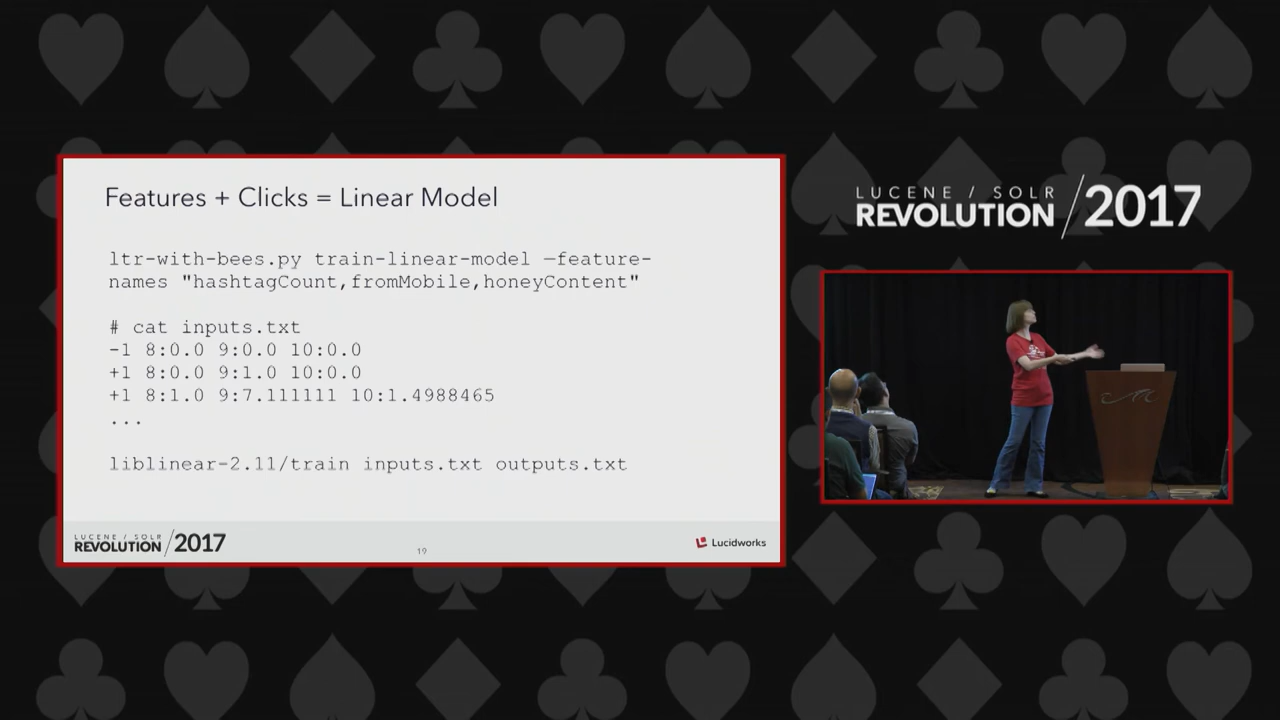 Features + Clicks = Linear Model
ltr-with-bees.py train-linear-model —feature-
names "hashtagCount,fromMobile,honeyContent"
# cat inputs.txt
-1 8:0.0 9:0.0 10:0.0
+1 8:0.0 9:1.0 10:0.0
+1 8:1.0 9:7.111111 10:1.4988465
...
liblinear-2.11/train inputs.txt outputs.txt
LUCENE / SOLR
REVOLUTION / 2017
19
Lucidworks
LUCENE / SOLR
REVOLUTION / 2017